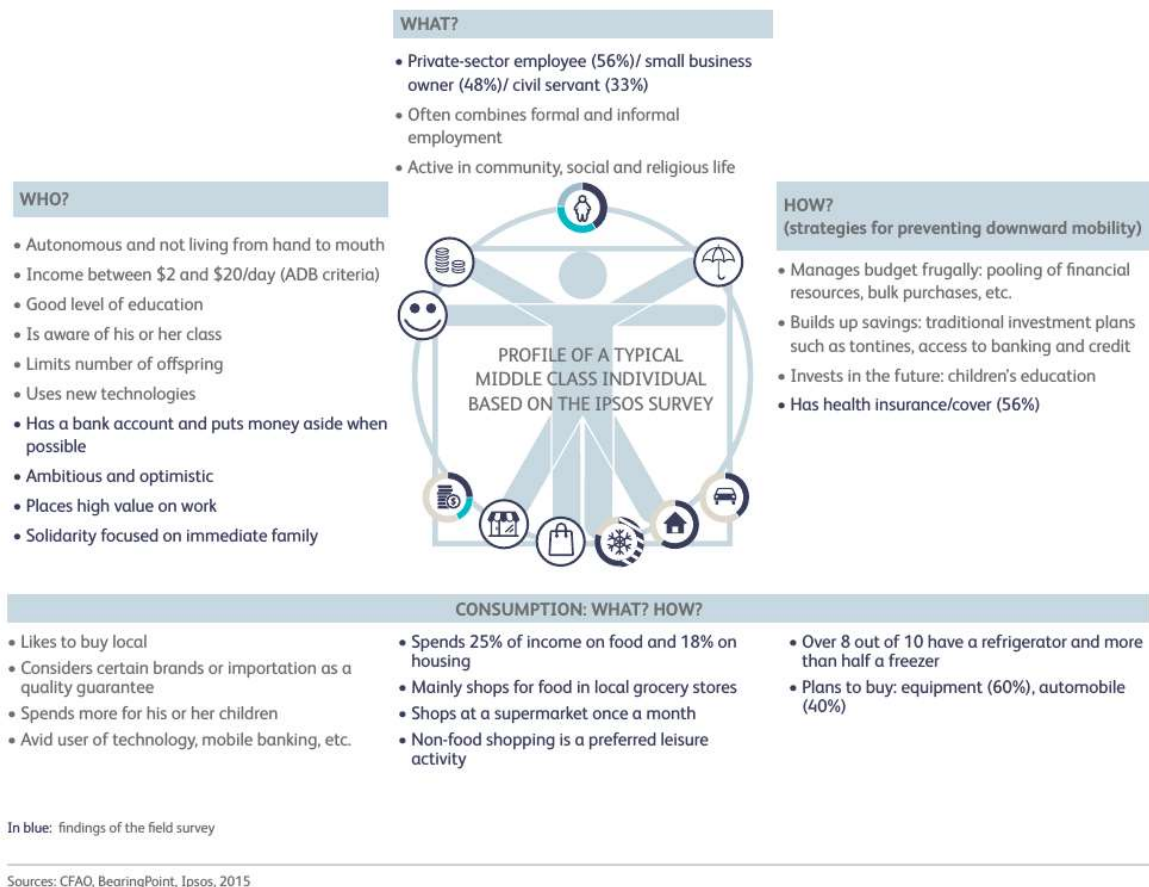 WHAT?
• Private-sector employee (56%)/ small business
owner (48%)/ civil servant (33%)
• Often combines formal and informal
employment
• Active in community, social and religious life
WHO?
• Autonomous and not living from hand to mouth
• Income between $2 and $20/day (ADB criteria)
• Good level of education
• Is aware of his or her class
• Limits number of offspring
• Uses new technologies
• Has a bank account and puts money aside when
possible
• Ambitious and optimistic
• Places high value on work
• Solidarity focused on immediate family
PROFILE OF A TYPICAL
MIDDLE CLASS INDIVIDUAL
BASED ON THE IPSOS SURVEY
HOW?
(strategies for preventing downward mobility)
• Manages budget frugally: pooling of financial
resources, bulk purchases, etc.
• Builds up savings: traditional investment plans
such as tontines, access to banking and credit
• Invests in the future: children’s education
• Has health insurance/cover (56%)
$
CONSUMPTION: WHAT? HOW?
• Likes to buy local
• Considers certain brands or importation as a
quality guarantee
• Spends more for his or her children
• Avid user of technology, mobile banking, etc.
• Spends 25% of income on food and 18% on
housing
• Mainly shops for food in local grocery stores
• Shops at a supermarket once a month
• Non-food shopping is a preferred leisure
activity
• Over 8 out of 10 have a refrigerator and more
than half a freezer
• Plans to buy: equipment (60%), automobile
(40%)
In blue: findings of the field survey
Sources: CFAO, BearingPoint, Ipsos, 2015